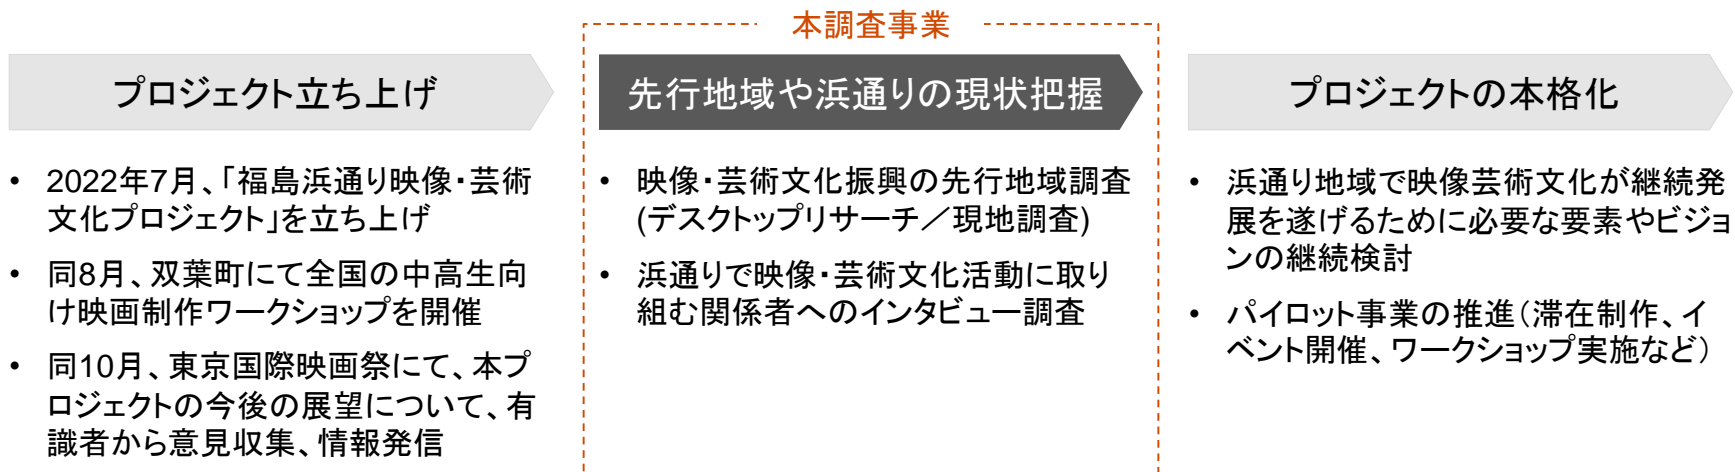 本調査事業
プロジェクト立ち上げ
• 2022年7月、「福島浜通り映像・芸術
文化プロジェクト」を立ち上げ
• 同8月、双葉町にて全国の中高生向
け映画制作ワークショップを開催
• 同10月、東京国際映画祭にて、本プ
ロジェクトの今後の展望について、有
識者から意見収集、情報発信
先行地域や浜通りの現状把握
• 映像・芸術文化振興の先行地域調査
(デスクトップリサーチ／現地調査)
• 浜通りで映像・芸術文化活動に取り
組む関係者へのインタビュー調査
プロジェクトの本格化
• 浜通り地域で映像芸術文化が継続発
展を遂げるために必要な要素やビジョ
ンの継続検討
• パイロット事業の推進（滞在制作、イ
ベント開催、ワークショップ実施など）